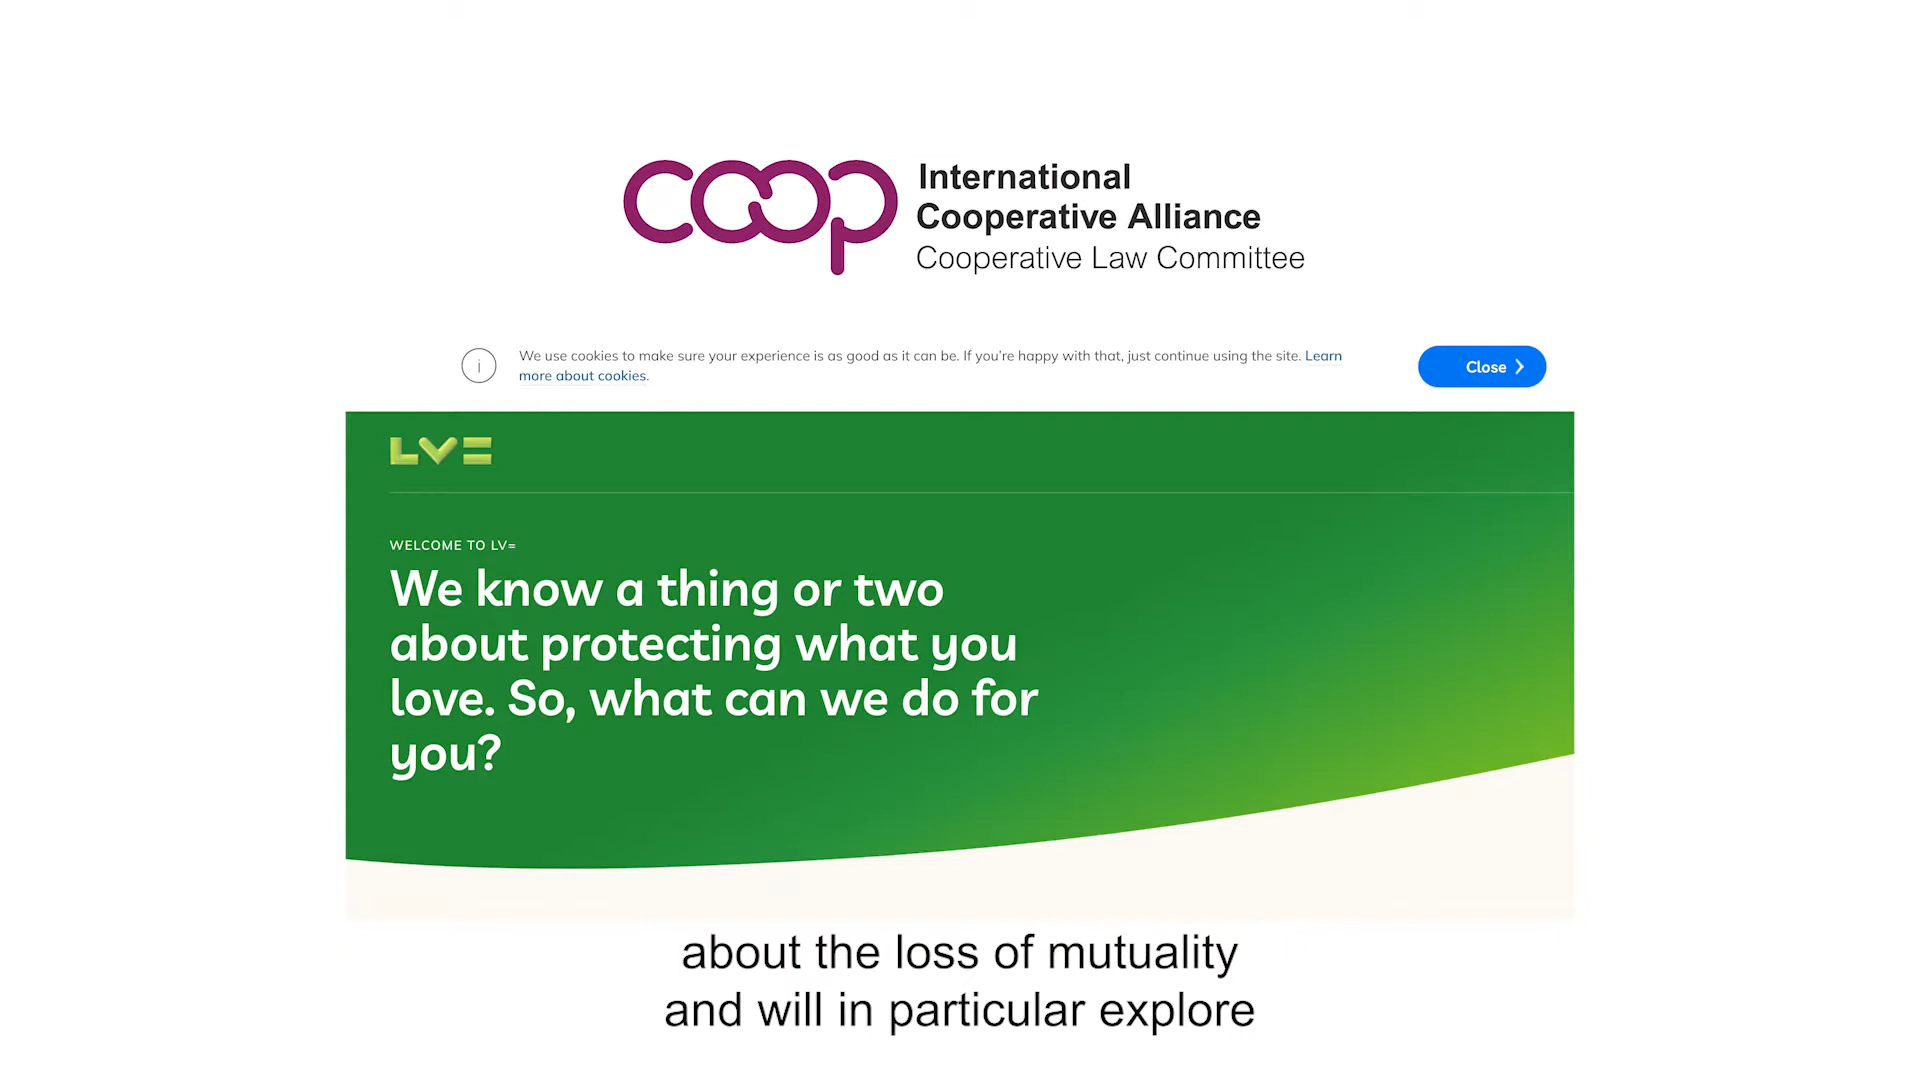 coop
International
Cooperative Alliance
Cooperative Law Committee
i
We use cookies to make sure your experience is as good as it can be. If you're happy with that, just continue using the site. Learn
more about cookies.
Close
LV=
WELCOME TO LV=
We know a thing or two
about protecting what you
love. So, what can we do for
you?
about the loss of mutuality
and will in particular explore